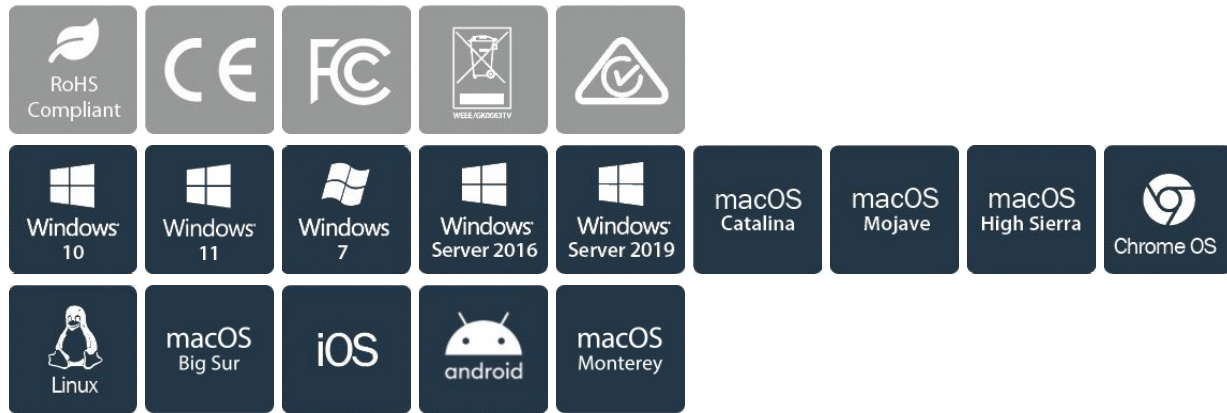 RoHS
Compliant
CE
FC
WEEE/GK0063TV
Windows
10
Windows
11
Windows
7
Windows
Server 2016
Windows
Server 2019
macOS
Catalina
macOS
Mojave
macOS
High Sierra
Chrome OS
Linux
macOS
Big Sur
iOS
android
macOS
Monterey